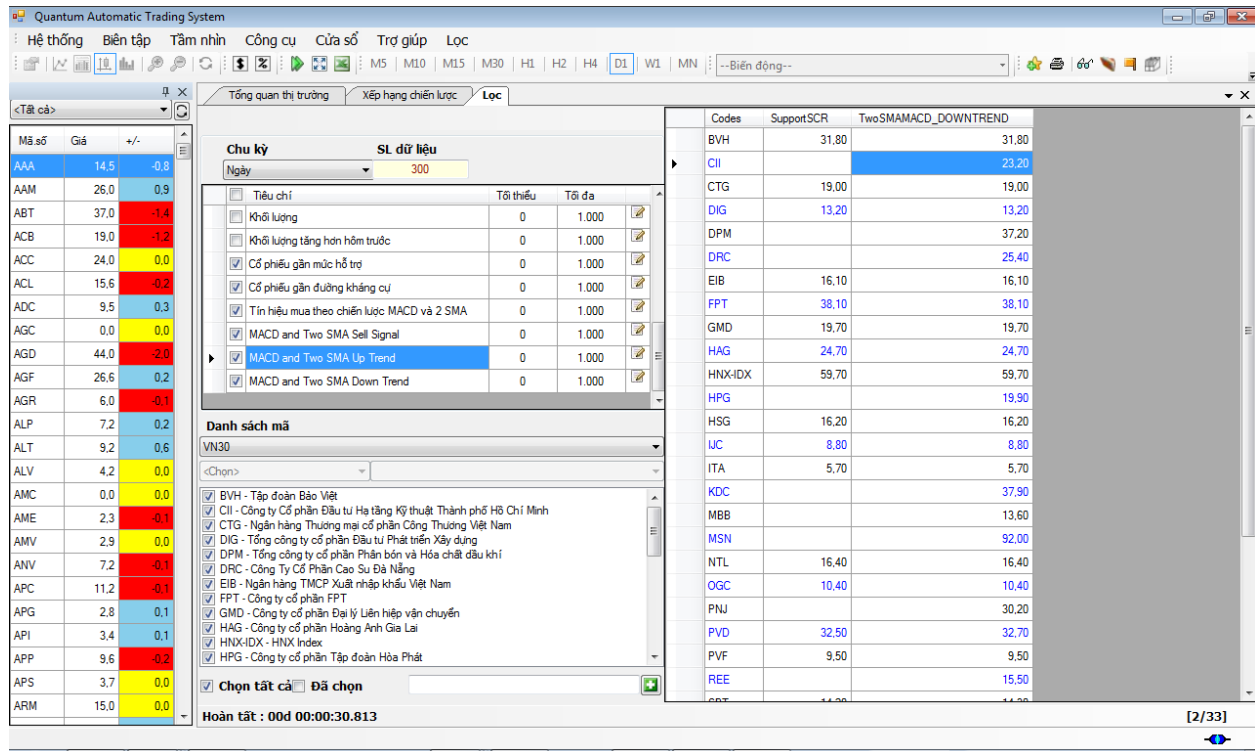 Quantum Automatic Trading System
Hệ thống Biên tập Tầm nhìn Công cụ Cửa sổ Trợ giúp Lọc
M5 M10 M15 M30 H1 H2 H4 D1 W1 MN --Biến động--
<Tất cả>
Tổng quan thị trường Xếp hạng chiến lược Lọc
Mã.số Giá +/-
AAA 14,5 -0,8
AAM 26,0 0,9
ABT 37,0 -1,4
ACB 19,0 -1,2
ACC 24,0 0,0
ACL 15,6 -0,2
ADC 9,5 0,3
AGC 0,0 0,0
AGD 44,0 -2,0
AGF 26,6 0,2
AGR 6,0 -0,1
ALP 7,2 0,2
ALT 9,2 0,6
ALV 4,2 0,0
AMC 0,0 0,0
AME 2,3 -0,1
AMV 2,9 0,0
ANV 7,2 -0,1
APC 11,2 -0,1
APG 2,8 0,1
API 3,4 0,1
APP 9,6 -0,2
APS 3,7 0,0
ARM 15,0 0,0
Chu kỳ SL dữ liệu
Ngày 300
Tiêu chí Tối thiểu Tối đa
Khối lượng 0 1.000
Khối lượng tăng hơn hôm trước 0 1.000
Cổ phiếu gần mức hỗ trợ 0 1.000
Cổ phiếu gần đường kháng cự 0 1.000
Tín hiệu mua theo chiến lược MACD và 2 SMA 0 1.000
MACD and Two SMA Sell Signal 0 1.000
MACD and Two SMA Up Trend 0 1.000
MACD and Two SMA Down Trend 0 1.000
Danh sách mã
VN30
<Chọn>
BVH - Tập đoàn Bảo Việt
CII - Công ty Cổ phần Đầu tư Hạ tầng Kỹ thuật Thành phố Hồ Chí Minh
CTG - Ngân hàng Thương mại cổ phần Công Thương Việt Nam
DIG - Tổng công ty cổ phần Đầu tư Phát triển Xây dựng
DPM - Tổng công ty cổ phần Phân bón và Hóa chất dầu khí
DRC - Công Ty Cổ Phần Cao Su Đà Nẵng
EIB - Ngân hàng TMCP Xuất nhập khẩu Việt Nam
FPT - Công ty cổ phần FPT
GMD - Công ty cổ phần Đại lý Liên hiệp vận chuyển
HAG - Công ty cổ phần Hoàng Anh Gia Lai
HNX-IDX - HNX Index
HPG - Công ty cổ phần Tập đoàn Hòa Phát
Chọn tất cả Đã chọn
Codes SupportSCR TwoSMAMACD_DOWNTREND
BVH 31,80 31,80
CII 23,20
CTG 19,00 19,00
DIG 13,20 13,20
DPM 37,20
DRC 25,40
EIB 16,10 16,10
FPT 38,10 38,10
GMD 19,70 19,70
HAG 24,70 24,70
HNX-IDX 59,70 59,70
HPG 19,90
HSG 16,20 16,20
IJC 8,80 8,80
ITA 5,70 5,70
KDC 37,90
MBB 13,60
MSN 92,00
NTL 16,40 16,40
OGC 10,40 10,40
PNJ 30,20
PVD 32,50 32,70
PVF 9,50 9,50
REE 15,50
Hoàn tất : 00d 00:00:30.813 [2/33]